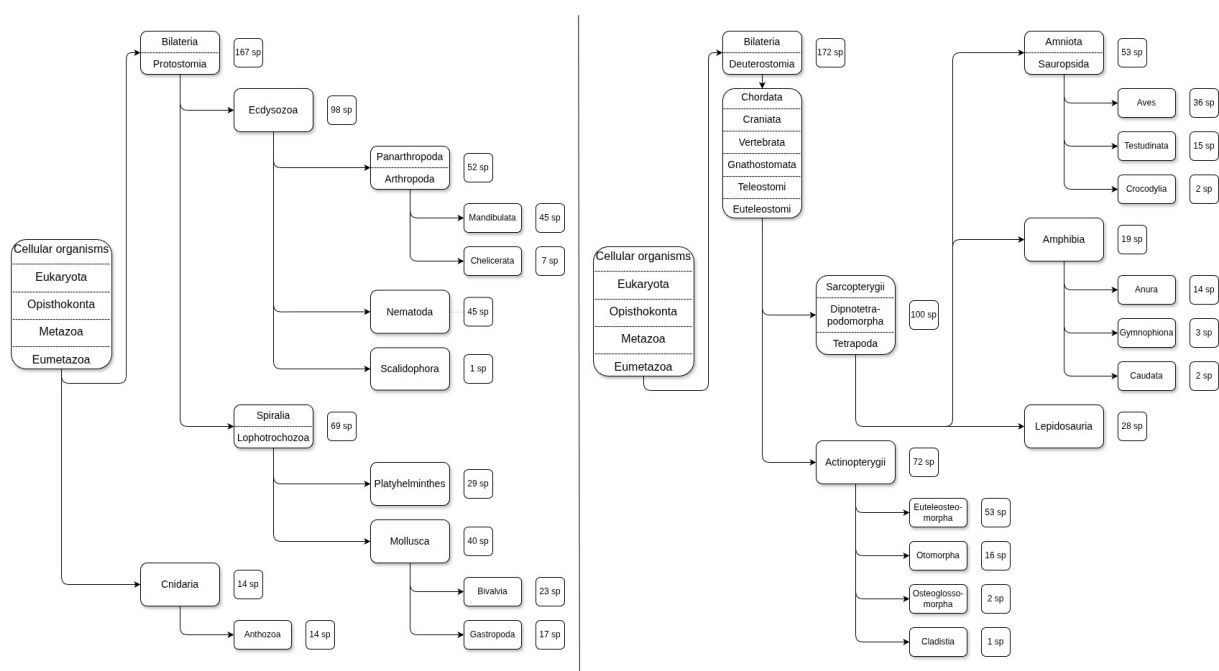 Bilateria
Protostomia
167 sp
Ecdysozoa
98 sp
Panarthropoda
Arthropoda
52 sp
Mandibulata
45 sp
Chelicerata
7 sp
Cellular organisms
Eukaryota
Opisthokonta
Metazoa
Eumetazoa
Nematoda
45 sp
Scalidophora
1 sp
Spiralia
Lophotrochozoa
69 sp
Platyhelminthes
29 sp
Mollusca
40 sp
Cnidaria
14 sp
Bivalvia
23 sp
Anthozoa
14 sp
Gastropoda
17 sp
Bilateria
Deuterostomia
172 sp
Chordata
Craniata
Vertebrata
Gnathostomata
Teleostomi
Euteleostomi
Amniota
Sauropsida
53 sp
Aves
36 sp
Testudinata
15 sp
Crocodylia
2 sp
Cellular organisms
Eukaryota
Opisthokonta
Metazoa
Eumetazoa
Sarcopterygii
Dipnotetra-
podomorpha
Tetrapoda
100 sp
Amphibia
19 sp
Anura
14 sp
Gymnophiona
3 sp
Caudata
2 sp
Lepidosauria
28 sp
Actinopterygii
72 sp
Euteleosteo-
morpha
53 sp
Otomorpha
16 sp
Osteoglosso-
morpha
2 sp
Cladistia
1 sp